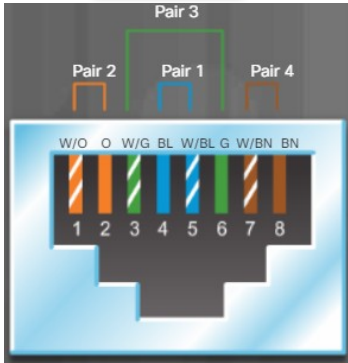 Pair 3
Pair 2 Pair 1 Pair 4
W/O O W/G BL W/BL G W/BN BN
1 2 3 4 5 6 7 8